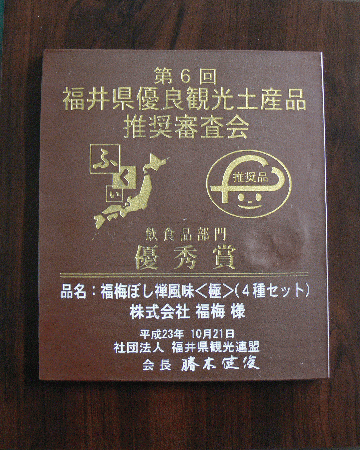 第6回
福井県優良観光土産品
推奨審査会
ふくい
推奨品
飲食品部門
優秀賞
品名：福梅ぼし禅風味＜極＞(4種セット)
株式会社 福梅 様
平成23年 10月21日
社団法人 福井県観光連盟
会長 勝木健俊